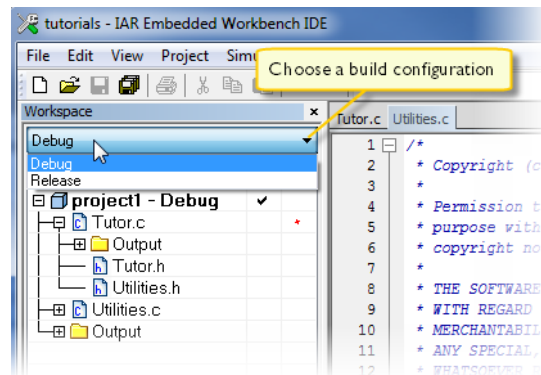 tutorials - IAR Embedded Workbench IDE
File Edit View Project
Choose a build configuration
Workspace
Debug
Debug
Release
project1 - Debug
Tutor.c
Output
Tutor.h
Utilities.h
Utilities.c
Output
Tutor.c Utilities.c
1 /*
2 * Copyright
3 *
4 * Permission
5 * purpose with
6 * copyright
7 *
8 * THE SOFTWARE
9 * WITH REGARD
10 *
11 * ANY SPECIAL,
12 * WHATSOEVER